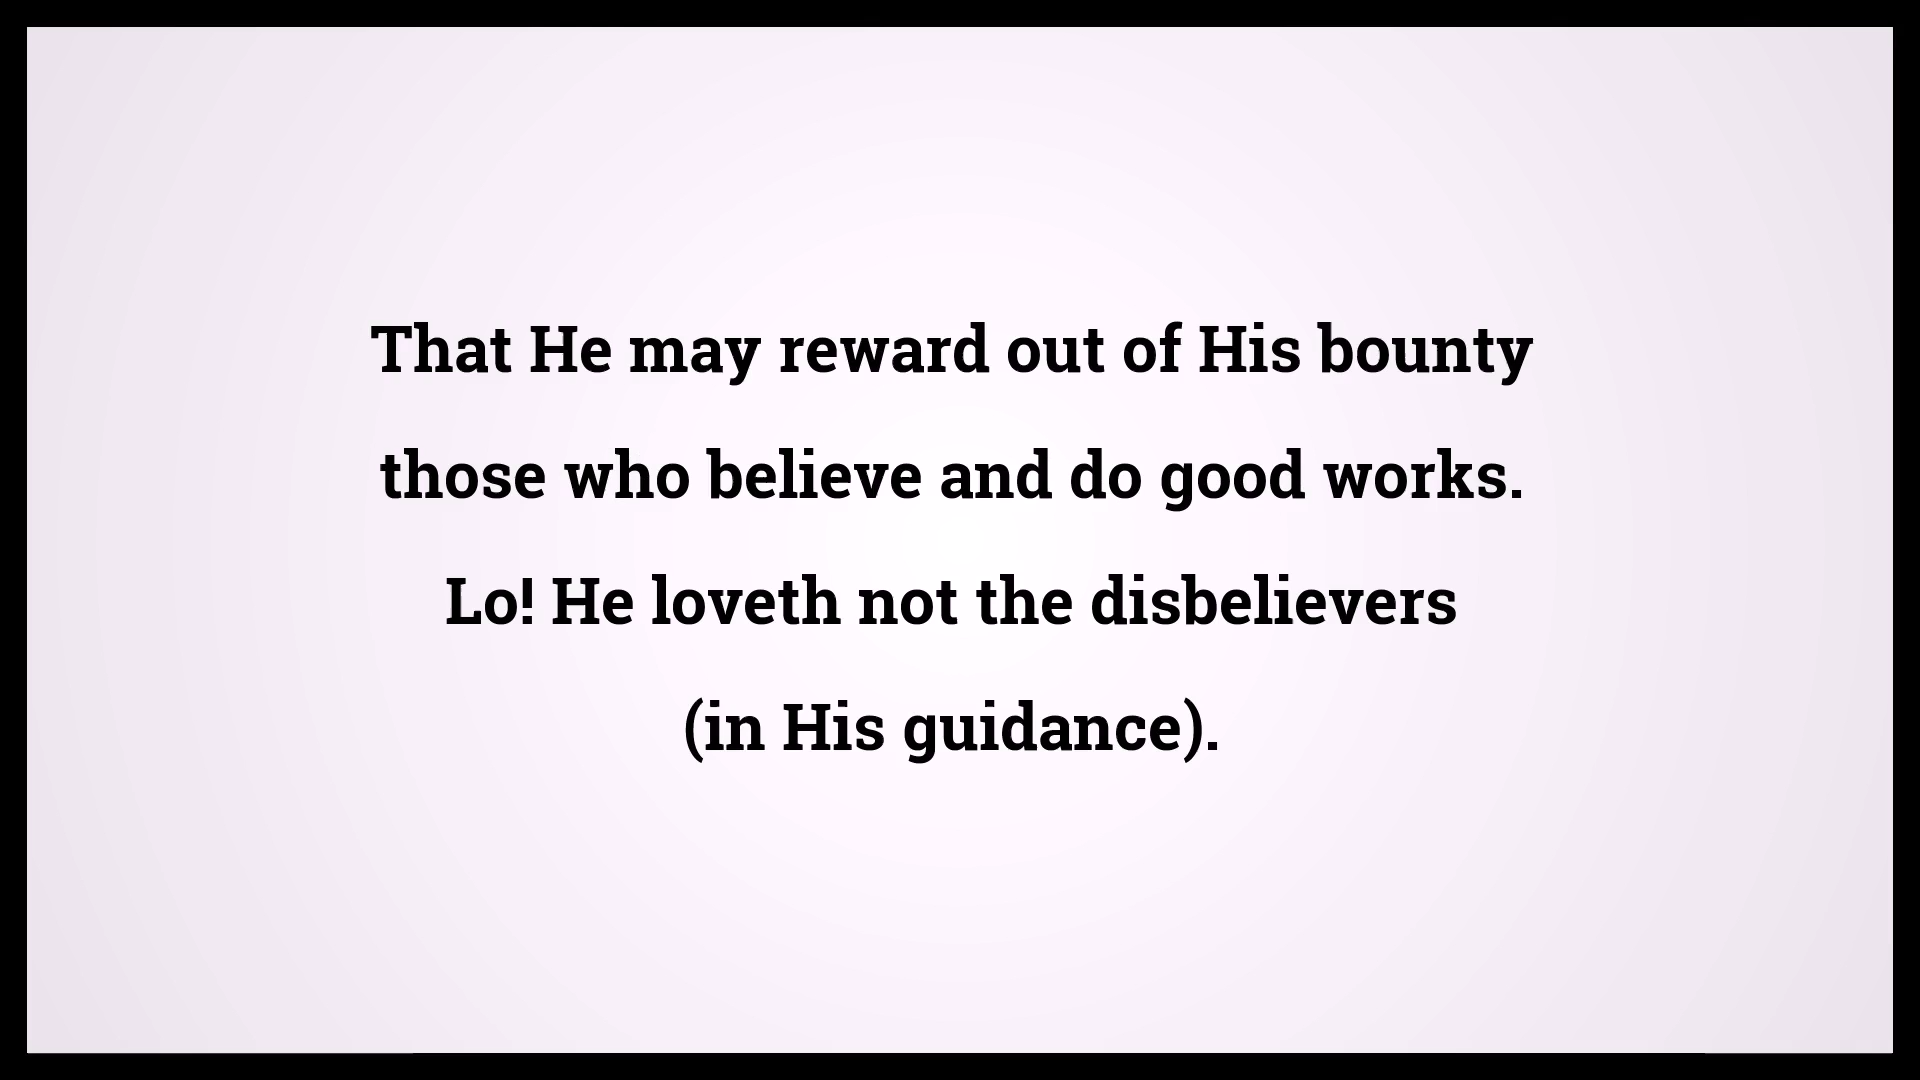 That He may reward out of His bounty
those who believe and do good works.
Lo! He loveth not the disbelievers
(in His guidance).